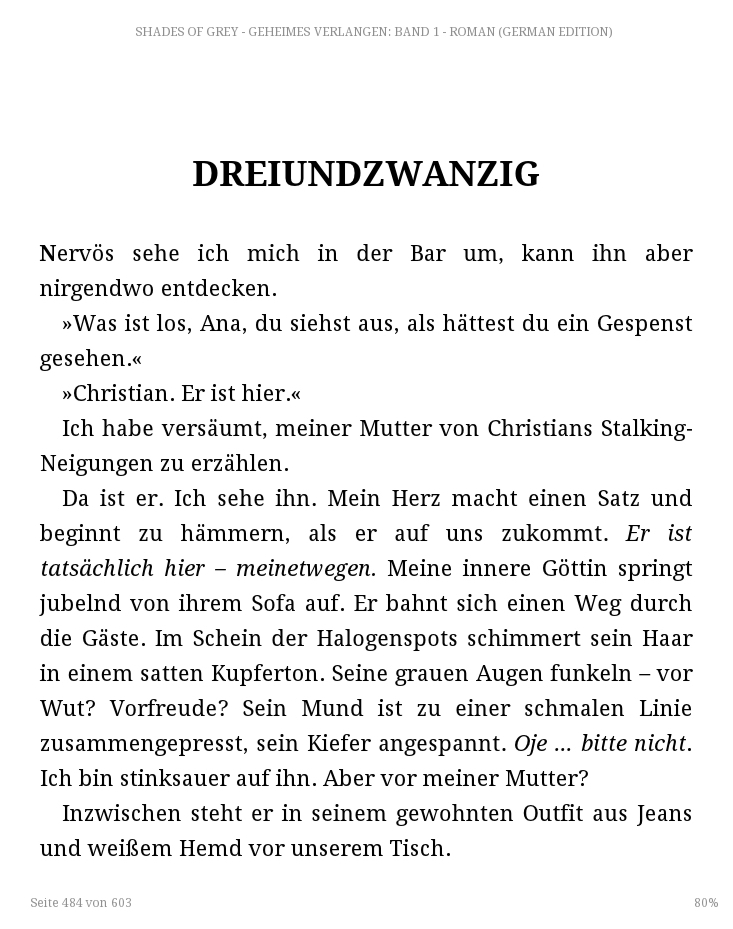 SHADES OF GREY - GEHEIMES VERLANGEN: BAND 1 - ROMAN (GERMAN EDITION)
DREIUNDZWANZIG
Nervös sehe ich mich in der Bar um, kann ihn aber
nirgendwo entdecken.
»Was ist los, Ana, du siehst aus, als hättest du ein Gespenst
gesehen.«
»Christian. Er ist hier.«
Ich habe versäumt, meiner Mutter von Christians Stalking-
Neigungen zu erzählen.
Da ist er. Ich sehe ihn. Mein Herz macht einen Satz und
beginnt zu hämmern, als er auf uns zukommt. Er ist
tatsächlich hier – meinetwegen. Meine innere Göttin springt
jubelnd von ihrem Sofa auf. Er bahnt sich einen Weg durch
die Gäste. Im Schein der Halogenspots schimmert sein Haar
in einem satten Kupferton. Seine grauen Augen funkeln – vor
Wut? Vorfreude? Sein Mund ist zu einer schmalen Linie
zusammengepresst, sein Kiefer angespannt. Oje ... bitte nicht.
Ich bin stinksauer auf ihn. Aber vor meiner Mutter?
Inzwischen steht er in seinem gewohnten Outfit aus Jeans
und weißem Hemd vor unserem Tisch.
Seite 484 von 603
80%